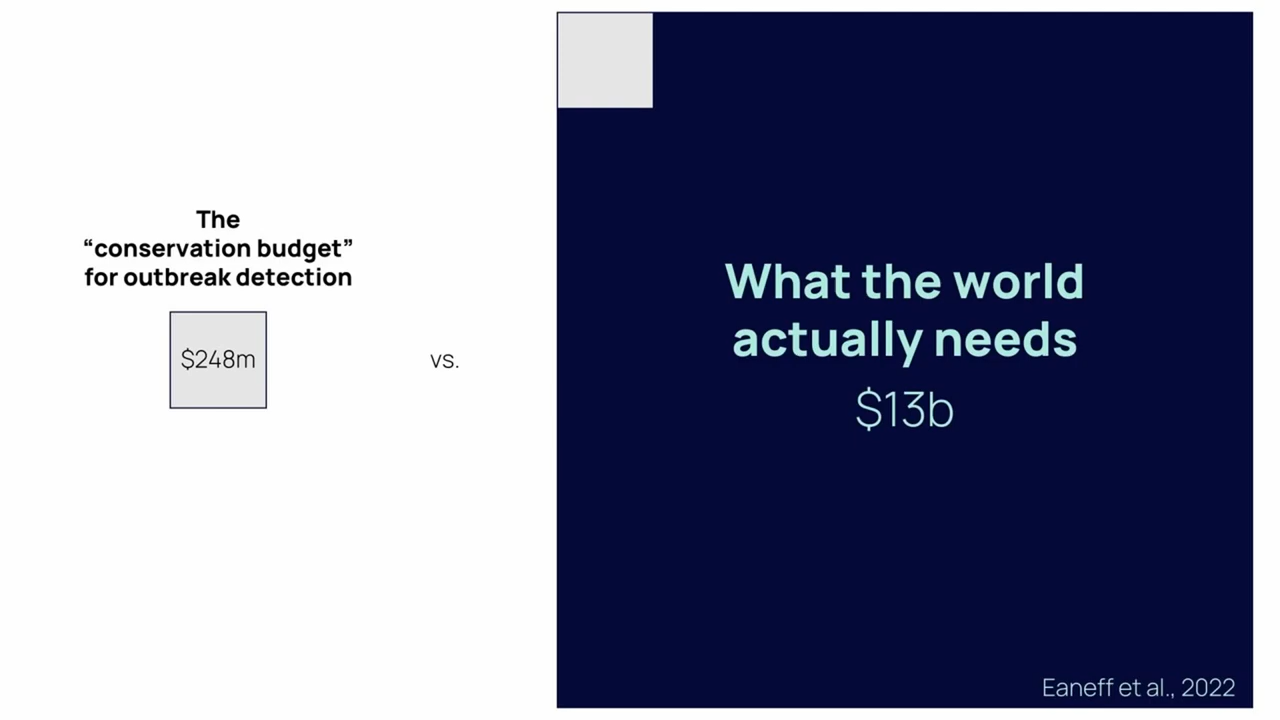 The
“conservation budget”
for outbreak detection
$248m
vs.
What the world
actually needs
$13b
Eaneff et al., 2022